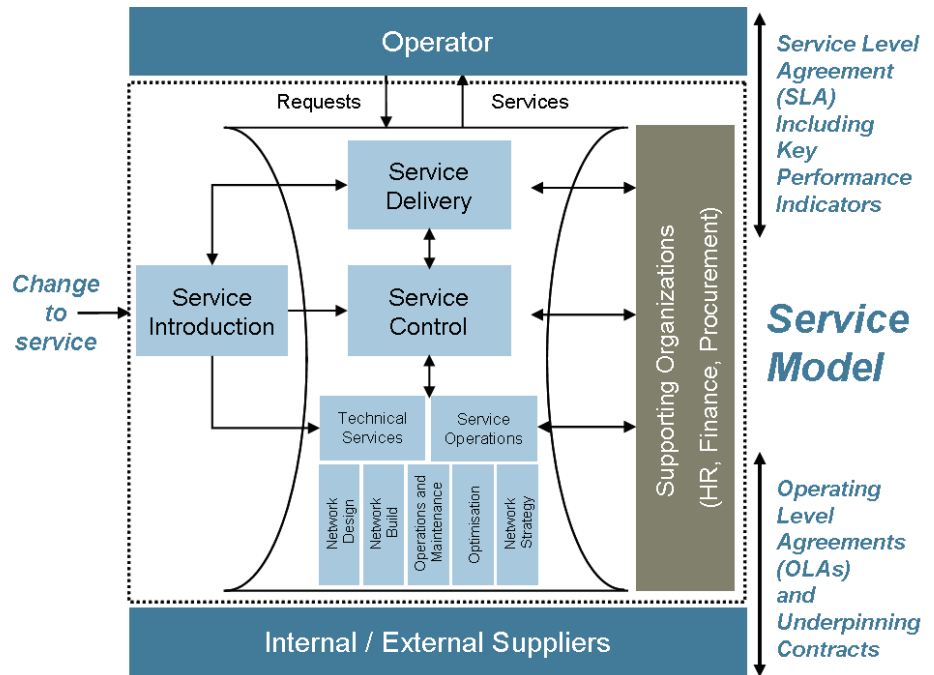 Operator
Service Level
Agreement
(SLA)
Including
Key
Performance
Indicators
Requests
Services
Service
Delivery
Change
to
service
Service
Introduction
Service
Control
Supporting Organizations
(HR, Finance, Procurement)
Service
Model
Technical
Services
Service
Operations
Network
Design
Network
Build
Operations and
Maintenance
Optimisation
Network
Strategy
Operating
Level
Agreements
(OLAs)
and
Underpinning
Contracts
Internal / External Suppliers